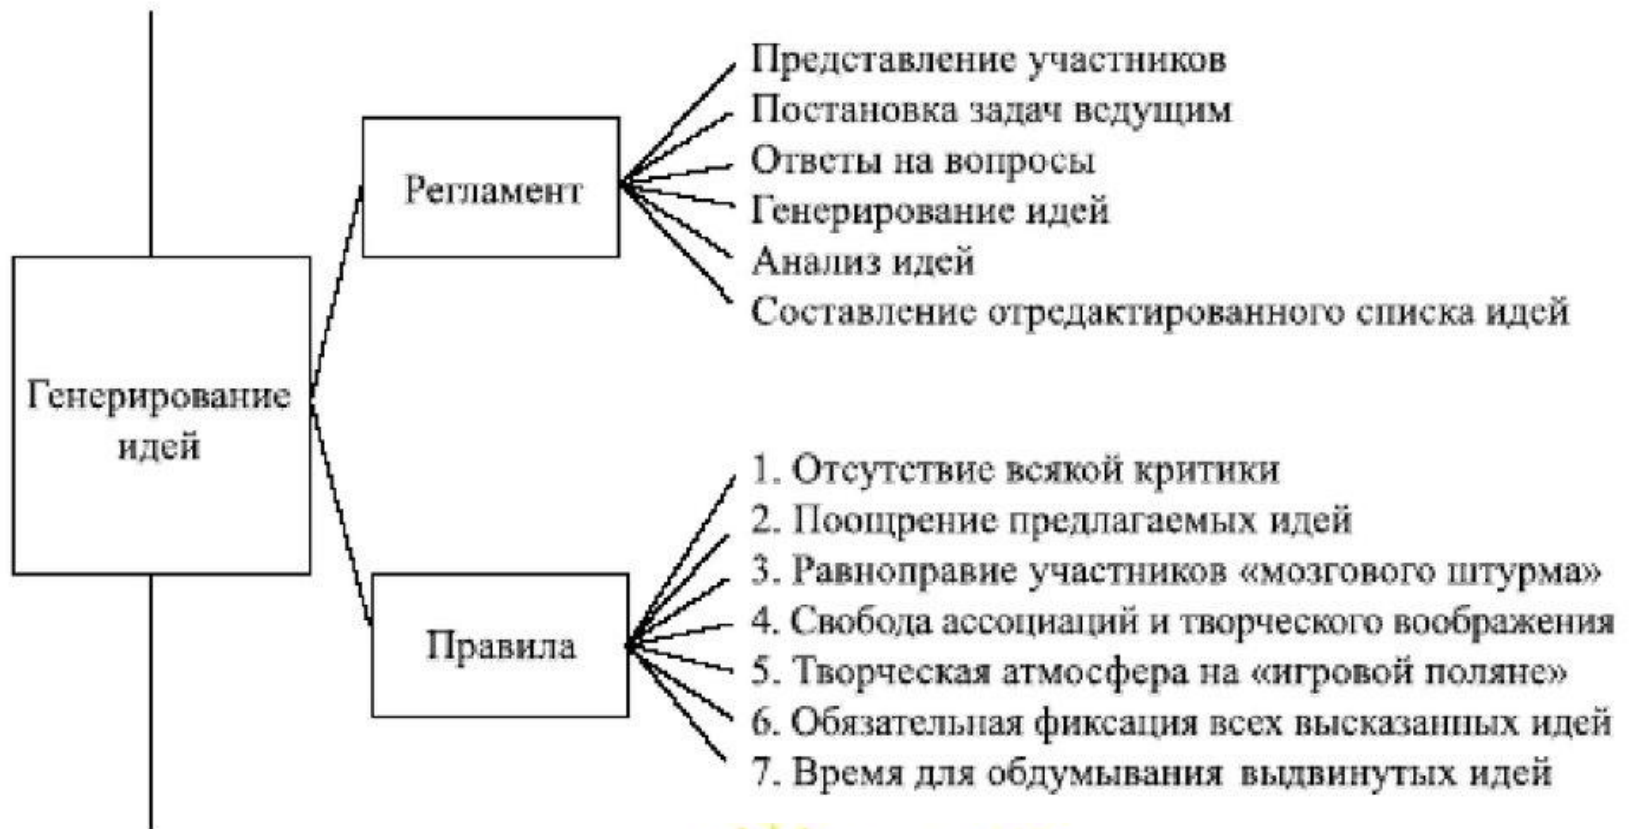 Генерирование
идей
Регламент
Представление участников
Постановка задач ведущим
Ответы на вопросы
Генерирование идей
Анализ идей
Составление отредактированного списка идей
Правила
1. Отсутствие всякой критики
2. Поощрение предлагаемых идей
3. Равноправие участников «мозгового штурма»
4. Свобода ассоциаций и творческого воображения
5. Творческая атмосфера на «игровой поляне»
6. Обязательная фиксация всех высказанных идей
7. Время для обдумывания выдвинутых идей